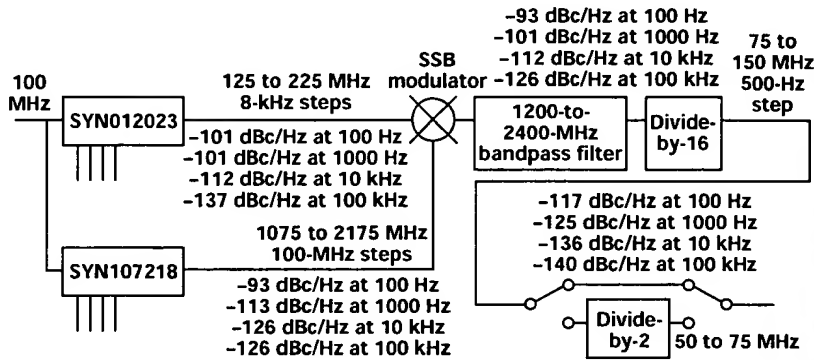 100
MHz
SYN012023
125 to 225 MHz
8-kHz steps
–101 dBc/Hz at 100 Hz
–101 dBc/Hz at 1000 Hz
–112 dBc/Hz at 10 kHz
–137 dBc/Hz at 100 kHz
SYN107218
1075 to 2175 MHz
100-MHz steps
–93 dBc/Hz at 100 Hz
–113 dBc/Hz at 1000 Hz
–126 dBc/Hz at 10 kHz
–126 dBc/Hz at 100 kHz
SSB
modulator
–93 dBc/Hz at 100 Hz
–101 dBc/Hz at 1000 Hz
–112 dBc/Hz at 10 kHz
–126 dBc/Hz at 100 kHz
1200-to-
2400-MHz
bandpass filter
Divide-
by-16
75 to
150 MHz
500-Hz
step
–117 dBc/Hz at 100 Hz
–125 dBc/Hz at 1000 Hz
–136 dBc/Hz at 10 kHz
–140 dBc/Hz at 100 kHz
Divide-
by-2
50 to 75 MHz